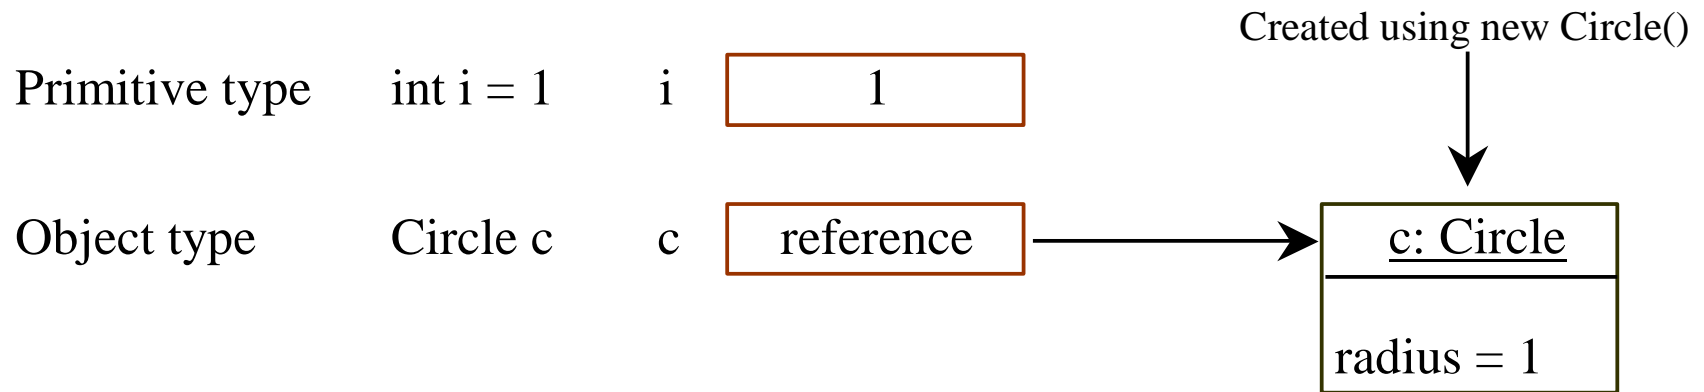 Created using new Circle()
Primitive type int i = 1 i 1
Object type Circle c c reference c: Circle
radius = 1